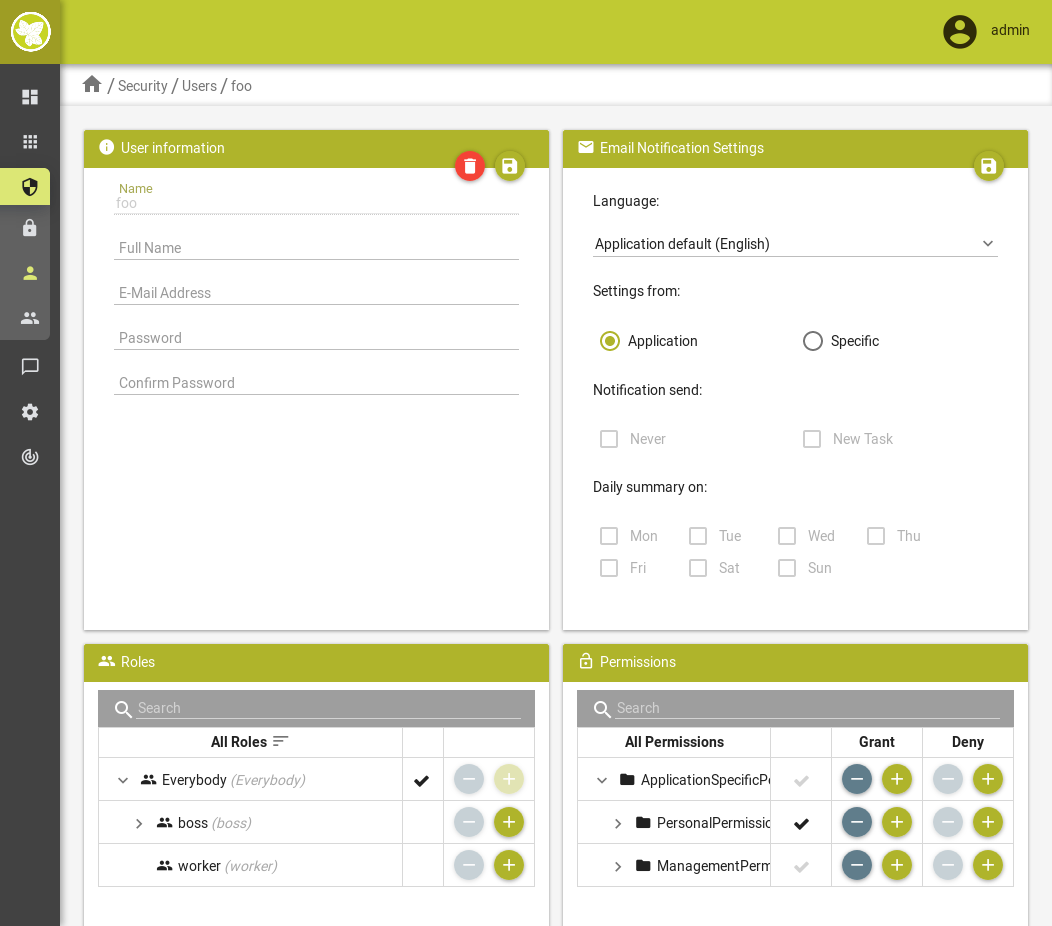 admin
/ Security / Users / foo
User information
Name
foo
Full Name
E-Mail Address
Password
Confirm Password
Email Notification Settings
Language:
Application default (English)
Settings from:
Application Specific
Notification send:
Never New Task
Daily summary on:
Mon Tue Wed Thu
Fri Sat Sun
Roles
Search
All Roles
Everybody (Everybody)
boss (boss)
worker (worker)
Permissions
Search
All Permissions Grant Deny
ApplicationSpecificPe
PersonalPermissic
ManagementPerm